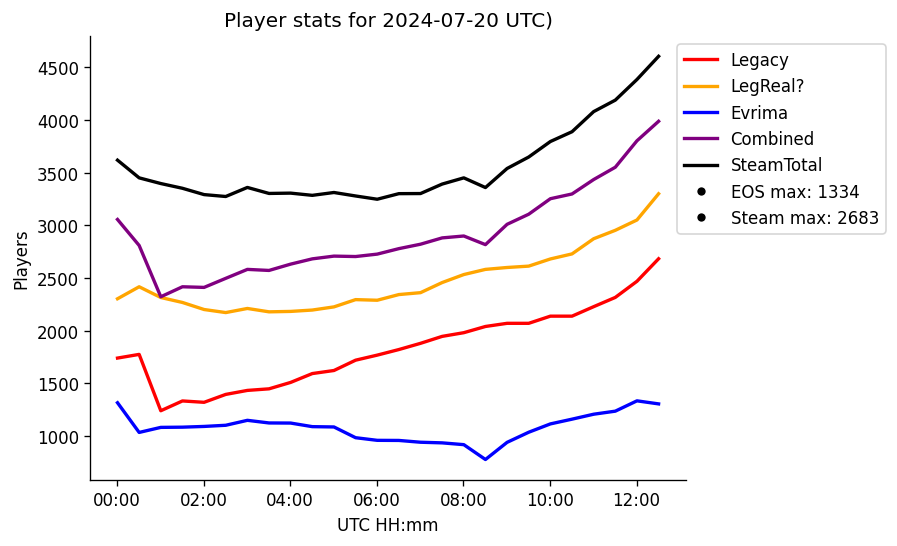 Player stats for 2024-07-20 UTC)
Players
4500
4000
3500
3000
2500
2000
1500
1000
00:00 02:00 04:00 06:00 08:00 10:00 12:00
UTC HH:mm
Legacy
LegReal?
Evrima
Combined
SteamTotal
EOS max: 1334
Steam max: 2683